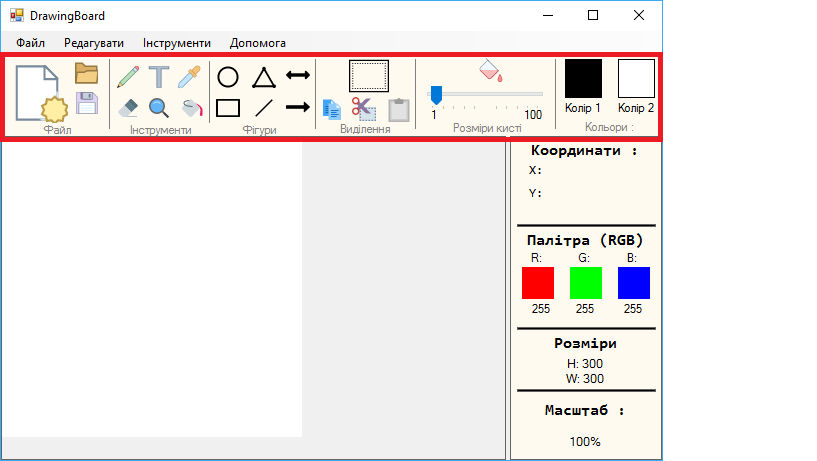 DrawingBoard
Файл Редагувати Інструменти Допомога
1 100 Колір 1 Колір 2
Файл Інструменти Фігури Виділення Розміри кисті Кольори :
Координати :
X:
Y:
Палітра (RGB)
R: G: B:
255 255 255
Розміри
H: 300
W: 300
Масштаб :
100%